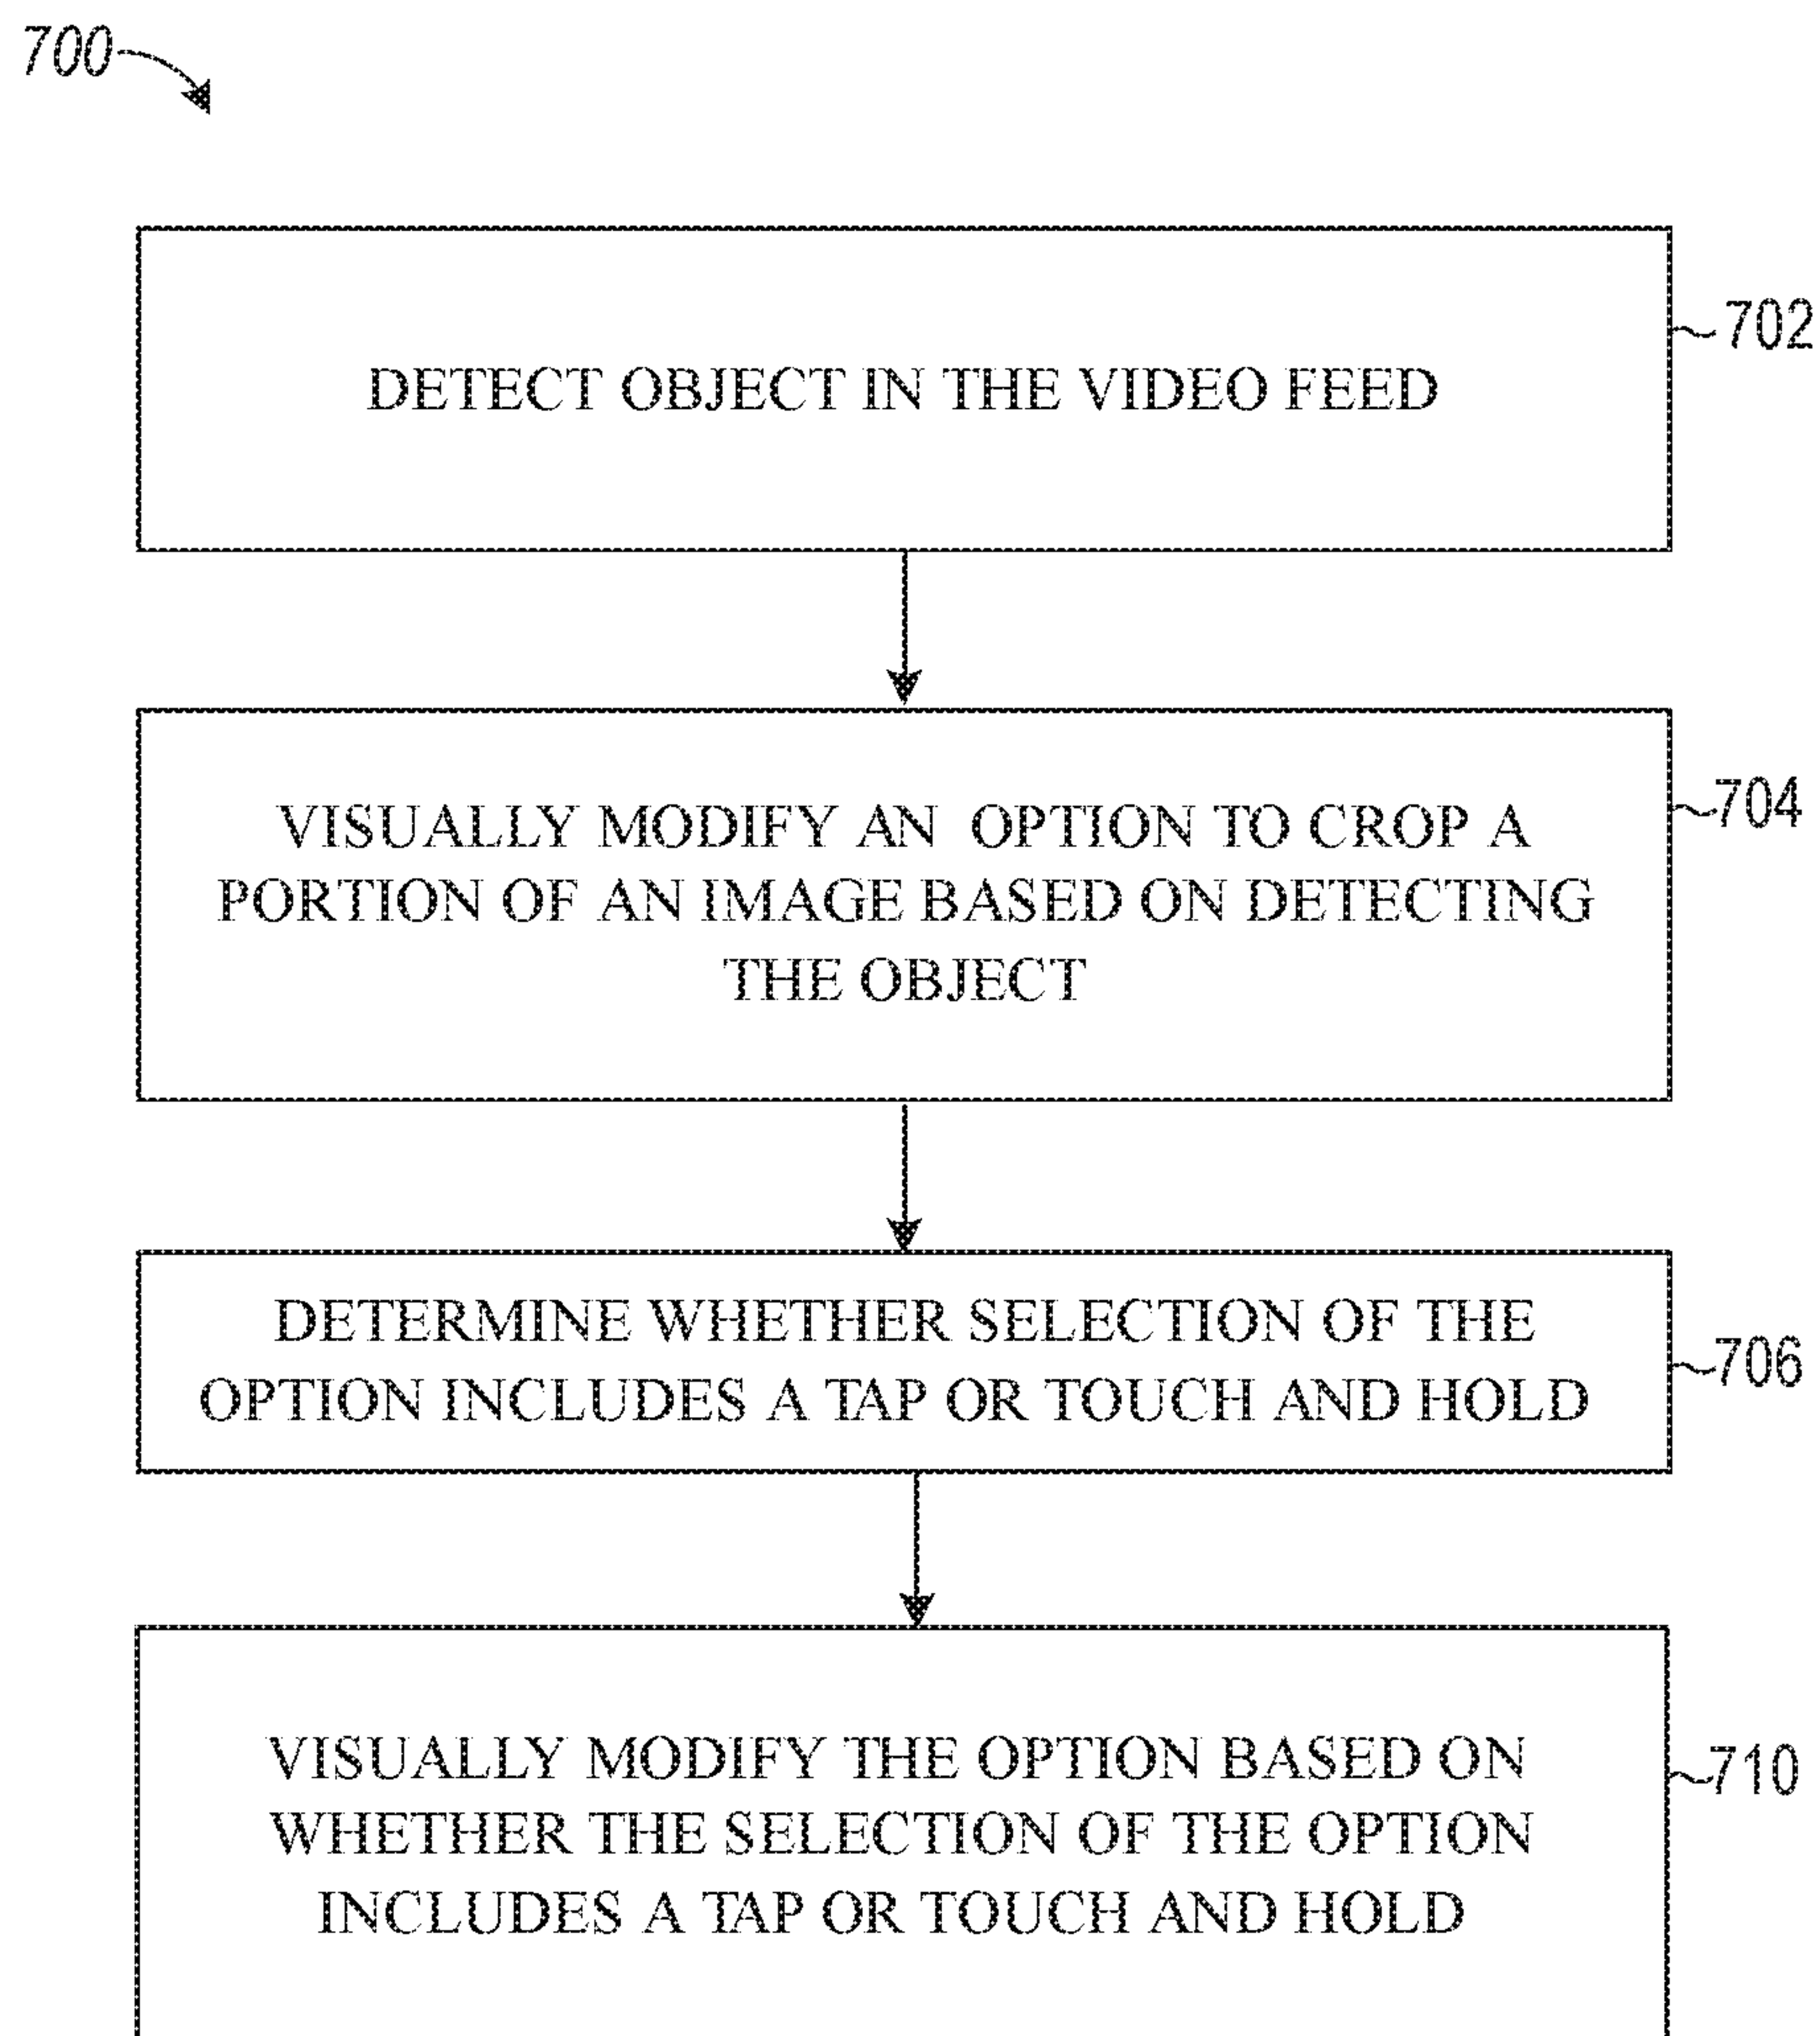 700
DETECT OBJECT IN THE VIDEO FEED
702
VISUALLY MODIFY AN OPTION TO CROP A
PORTION OF AN IMAGE BASED ON DETECTING
THE OBJECT
704
DETERMINE WHETHER SELECTION OF THE
OPTION INCLUDES A TAP OR TOUCH AND HOLD
706
VISUALLY MODIFY THE OPTION BASED ON
WHETHER THE SELECTION OF THE OPTION
INCLUDES A TAP OR TOUCH AND HOLD
710